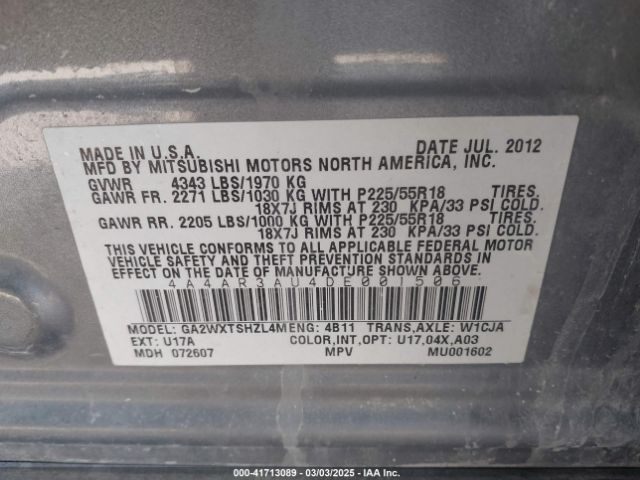 MADE IN U.S.A. DATE JUL. 2012
MFD BY MITSUBISHI MOTORS NORTH AMERICA, INC.
GVWR 4343 LBS/1970 KG
GAWR FR. 2271 LBS/1030 KG WITH P225/55R18 TIRES.
18X7J RIMS AT 230 KPA/33 PSI COLD.
GAWR RR. 2205 LBS/1000 KG WITH P225/55R18 TIRES.
18X7J RIMS AT 230 KPA/33 PSI COLD.
THIS VEHICLE CONFORMS TO ALL APPLICABLE FEDERAL MOTOR
VEHICLE SAFETY AND THEFT PREVENTION STANDARDS IN
EFFECT ON THE DATE OF MANUFACTURE SHOWN ABOVE.
4A4AR3AU4DE001506
MODEL: GA2WXTSHZL4M ENG: 4B11 TRANS,AXLE: W1CJA
EXT: U17A COLOR,INT,OPT: U17,04X,A03
MDH 072607 MPV MU001602
000-41713089 - 03/03/2025 - IAA Inc.